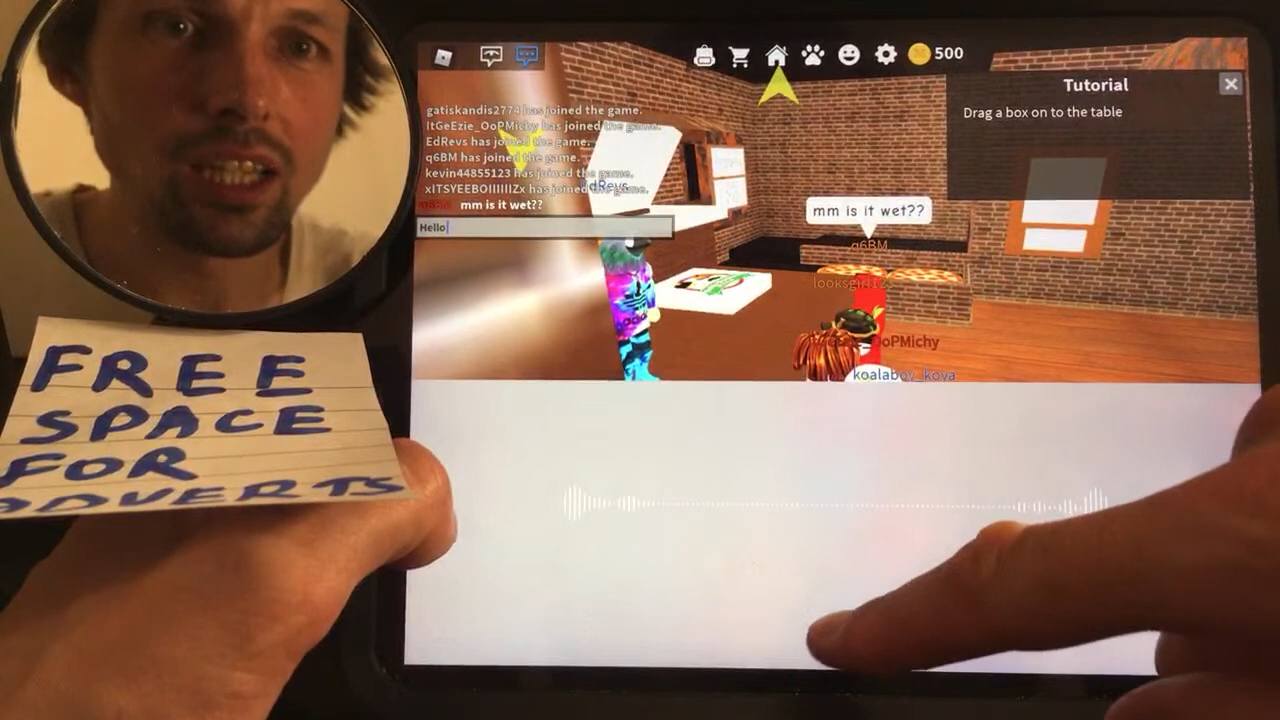 500
Tutorial
Drag a box on to the table
gatiskandis2774 has joined the game.
ItGeEzie_OoPMichy has joined the game.
EdRevs has joined the game.
q6BM has joined the game.
kevin44855123 has joined the game.
xITSYEEBOIIIIIIZx has joined the game.
q6BM mm is it wet??
Hello
dRevs
mm is it wet??
q6BM
looksgirl123
OoPMichy
koalaboy_koya
FREE
SPACE
FOR
ADVERTS